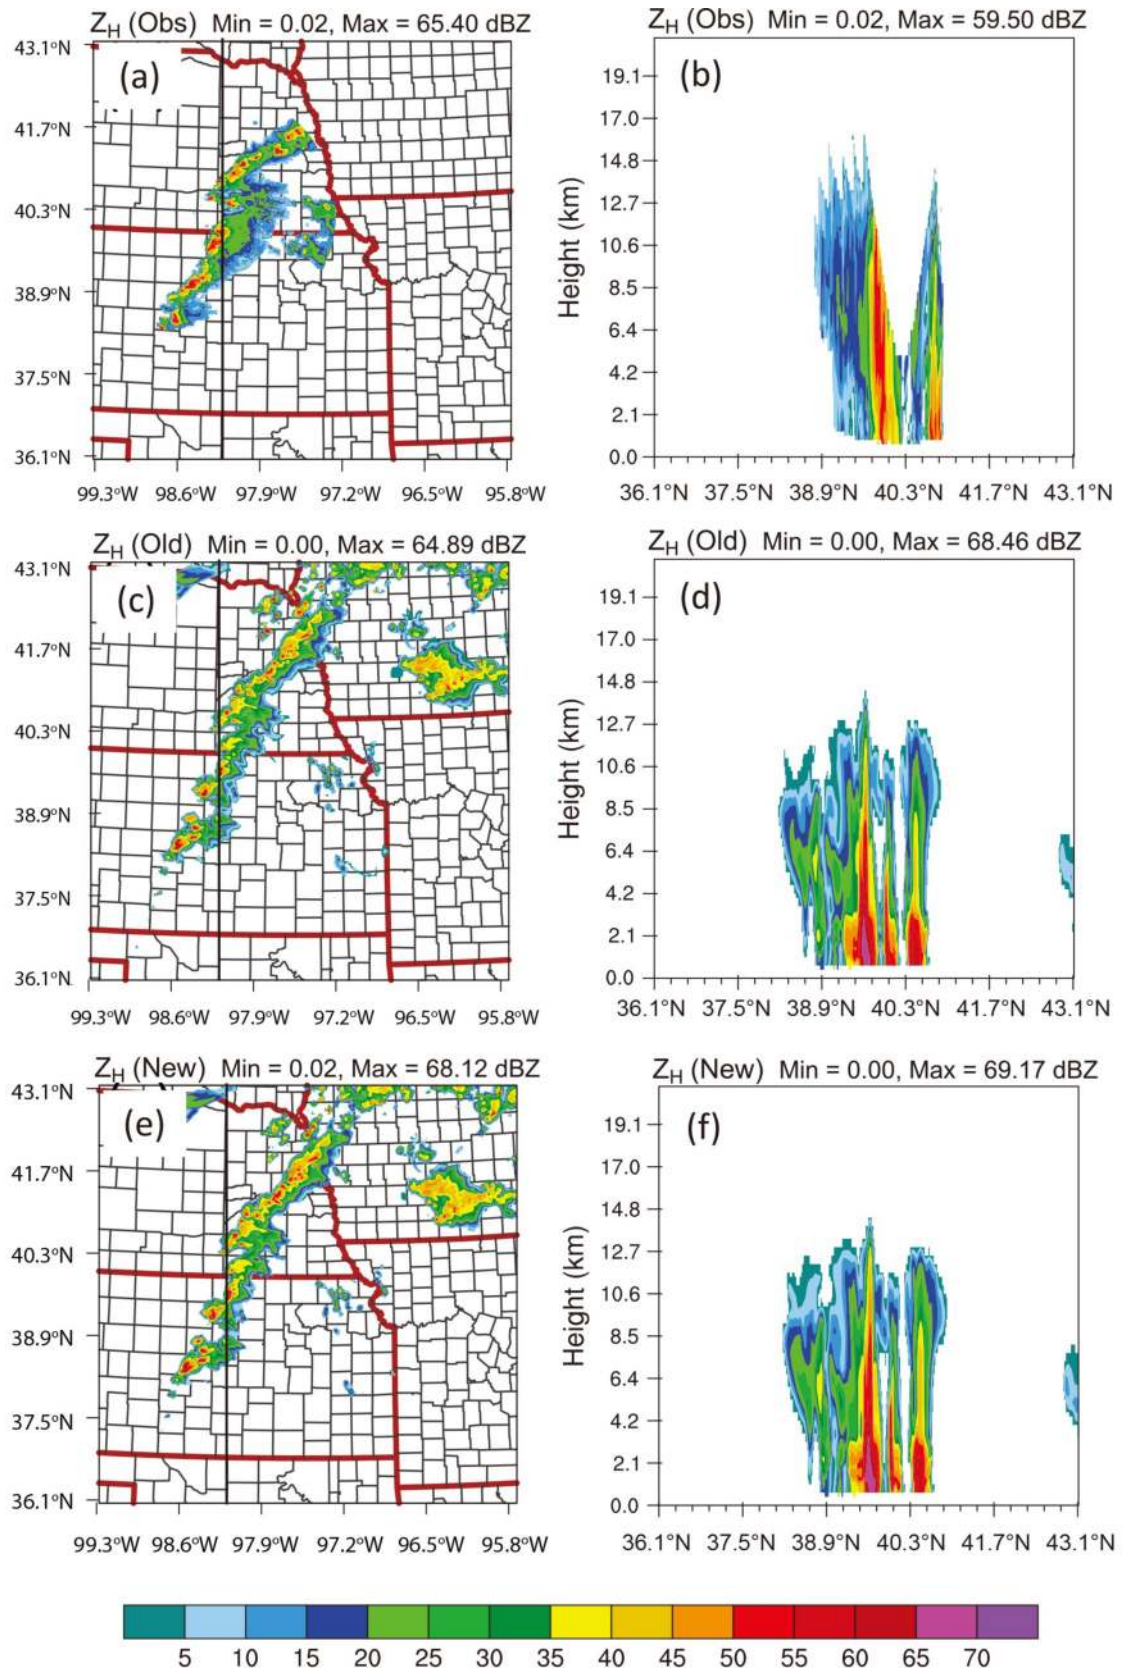 Z_H (Obs) Min = 0.02, Max = 65.40 dBZ
(a)
43.1°N
41.7°N
40.3°N
38.9°N
37.5°N
36.1°N
99.3°W 98.6°W 97.9°W 97.2°W 96.5°W 95.8°W
Z_H (Obs) Min = 0.02, Max = 59.50 dBZ
(b)
Height (km)
19.1
17.0
14.8
12.7
10.6
8.5
6.4
4.2
2.1
0.0
36.1°N 37.5°N 38.9°N 40.3°N 41.7°N 43.1°N
Z_H (Old) Min = 0.00, Max = 64.89 dBZ
(c)
43.1°N
41.7°N
40.3°N
38.9°N
37.5°N
36.1°N
99.3°W 98.6°W 97.9°W 97.2°W 96.5°W 95.8°W
Z_H (Old) Min = 0.00, Max = 68.46 dBZ
(d)
Height (km)
19.1
17.0
14.8
12.7
10.6
8.5
6.4
4.2
2.1
0.0
36.1°N 37.5°N 38.9°N 40.3°N 41.7°N 43.1°N
Z_H (New) Min = 0.02, Max = 68.12 dBZ
(e)
43.1°N
41.7°N
40.3°N
38.9°N
37.5°N
36.1°N
99.3°W 98.6°W 97.9°W 97.2°W 96.5°W 95.8°W
Z_H (New) Min = 0.00, Max = 69.17 dBZ
(f)
Height (km)
19.1
17.0
14.8
12.7
10.6
8.5
6.4
4.2
2.1
0.0
36.1°N 37.5°N 38.9°N 40.3°N 41.7°N 43.1°N
5 10 15 20 25 30 35 40 45 50 55 60 65 70